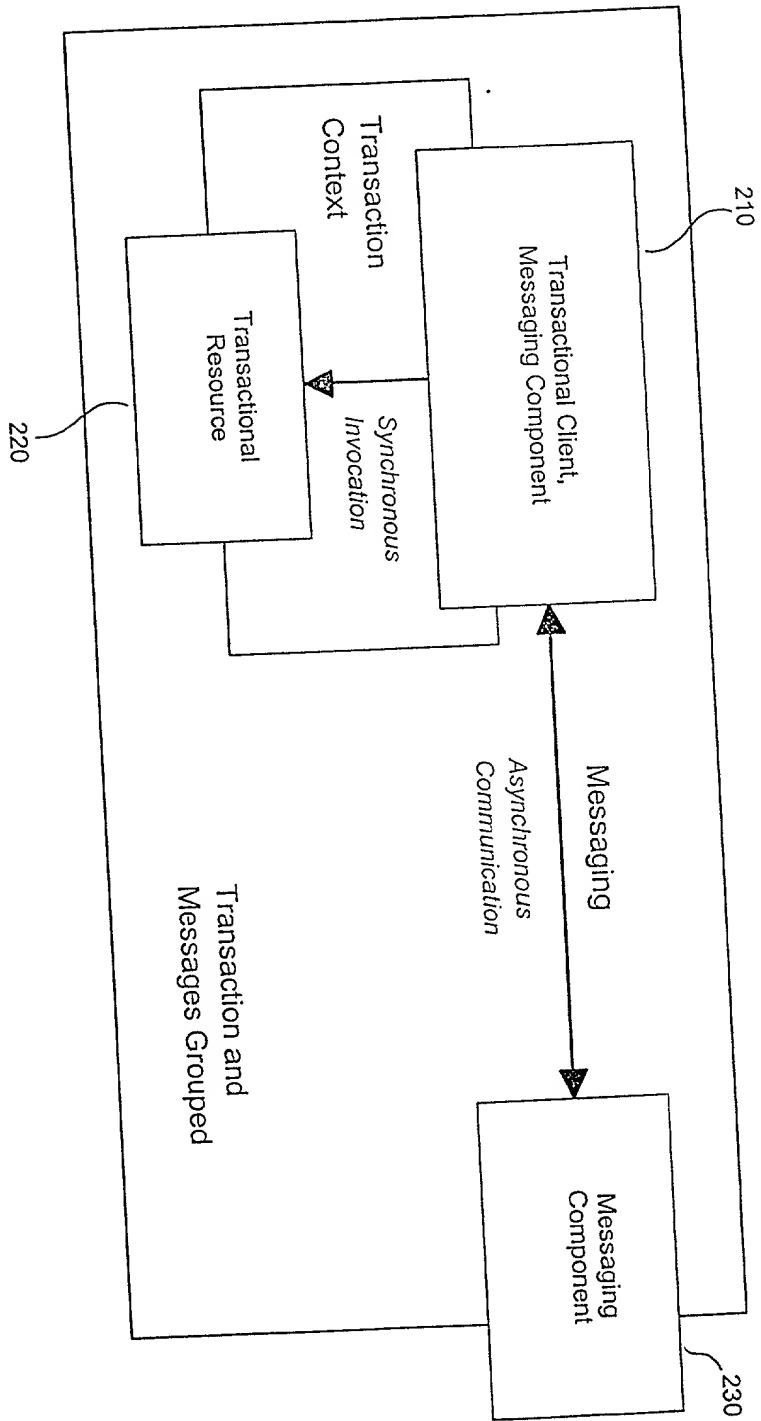 210
Transactional Client,
Messaging Component
Messaging
Asynchronous
Communication
Messaging
Component
230
Transaction
Context
Synchronous
Invocation
Transactional
Resource
220
Transaction and
Messages Grouped